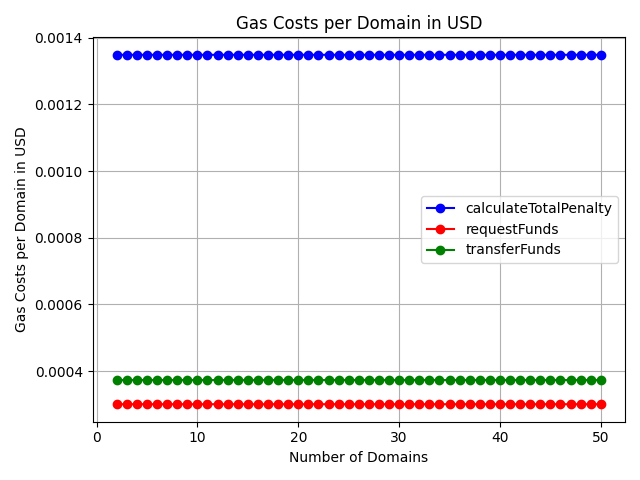 Gas Costs per Domain in USD
0.0014
0.0012
0.0010
0.0008
0.0006
0.0004
Gas Costs per Domain in USD
calculateTotalPenalty
requestFunds
transferFunds
0 10 20 30 40 50
Number of Domains